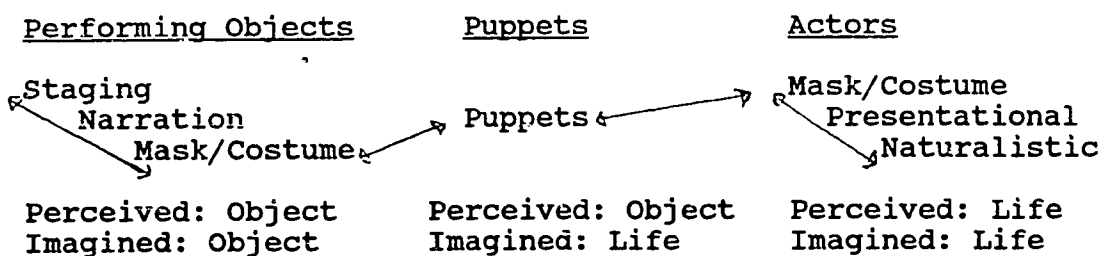 Performing Objects Puppets Actors
Staging Mask/Costume
Narration Puppets Presentational
Mask/Costume Naturalistic
Perceived: Object Perceived: Object Perceived: Life
Imagined: Object Imagined: Life Imagined: Life